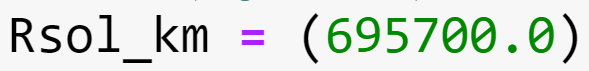 Rsol_km = (695700.0)